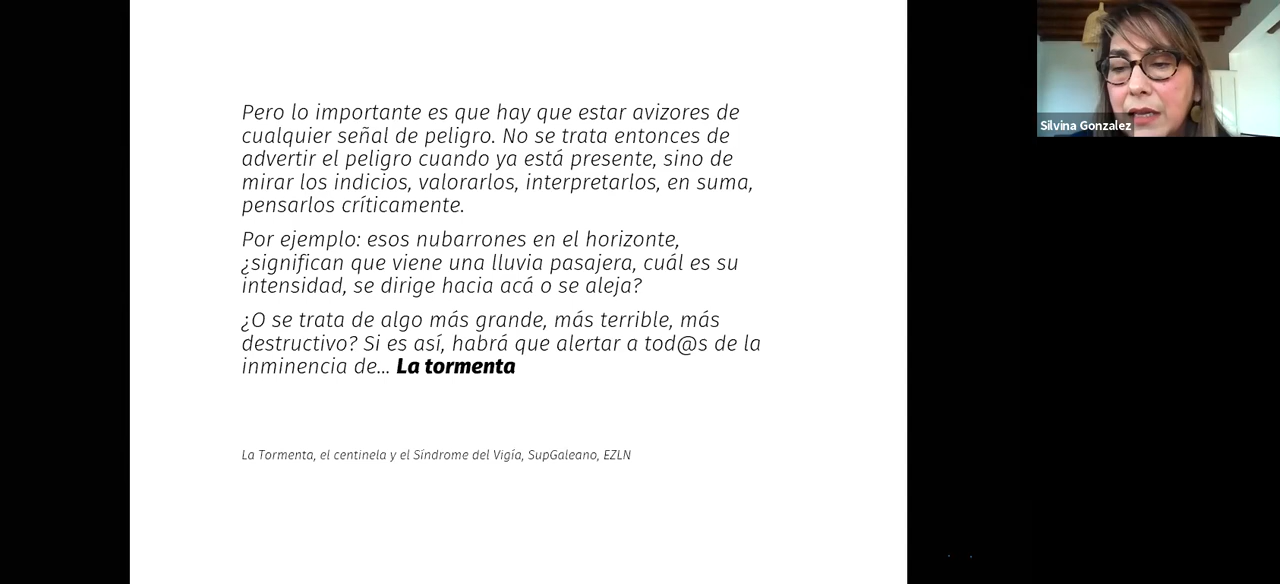 Pero lo importante es que hay que estar avizores de
cualquier señal de peligro. No se trata entonces de
advertir el peligro cuando ya está presente, sino de
mirar los indicios, valorarlos, interpretarlos, en suma,
pensarlos críticamente.
Por ejemplo: esos nubarrones en el horizonte,
¿significan que viene una lluvia pasajera, cuál es su
intensidad, se dirige hacia acá o se aleja?
¿O se trata de algo más grande, más terrible, más
destructivo? Si es así, habrá que alertar a tod@s de la
inminencia de... La tormenta
La Tormenta, el centinela y el Síndrome del Vigía, SupGaleano, EZLN
Silvina Gonzalez